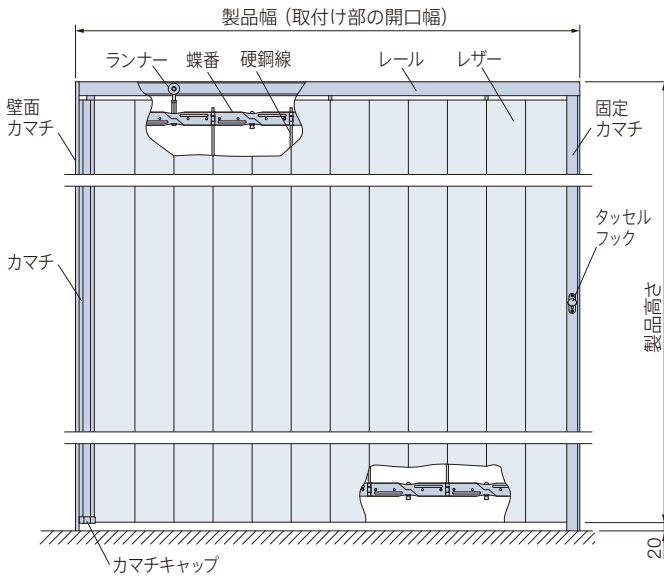 製品幅（取付け部の開口幅）
ランナー
蝶番
硬鋼線
レール
レザー
壁面
カマチ
固定
カマチ
タッセル
フック
カマチ
製品高さ
カマチキャップ
20